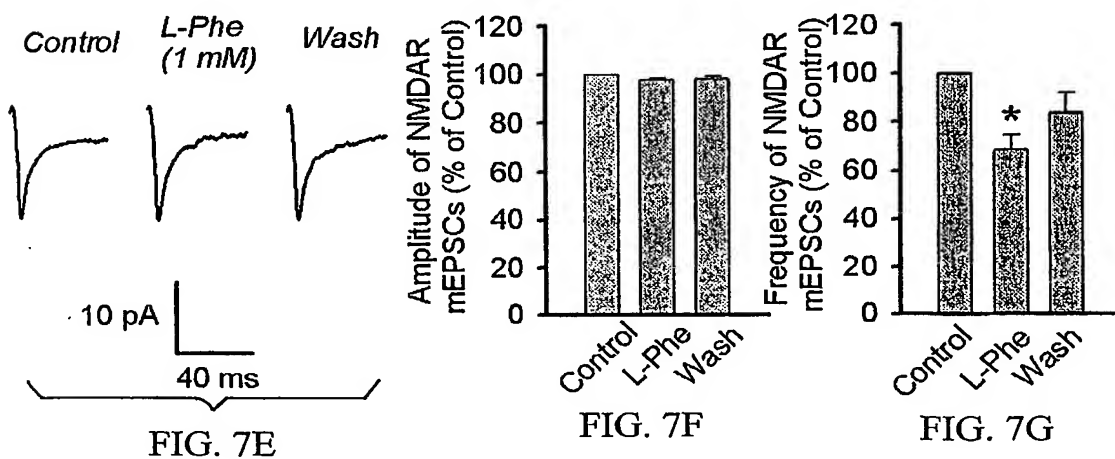 Control
L-Phe
(1 mM)
Wash
10 pA
40 ms
FIG. 7E
Amplitude of NMDAR
mEPSCs (% of Control)
120
100
80
60
40
20
0
Control
L-Phe
Wash
FIG. 7F
Frequency of NMDAR
mEPSCs (% of Control)
120
100
80
60
40
20
0
*
Control
L-Phe
Wash
FIG. 7G